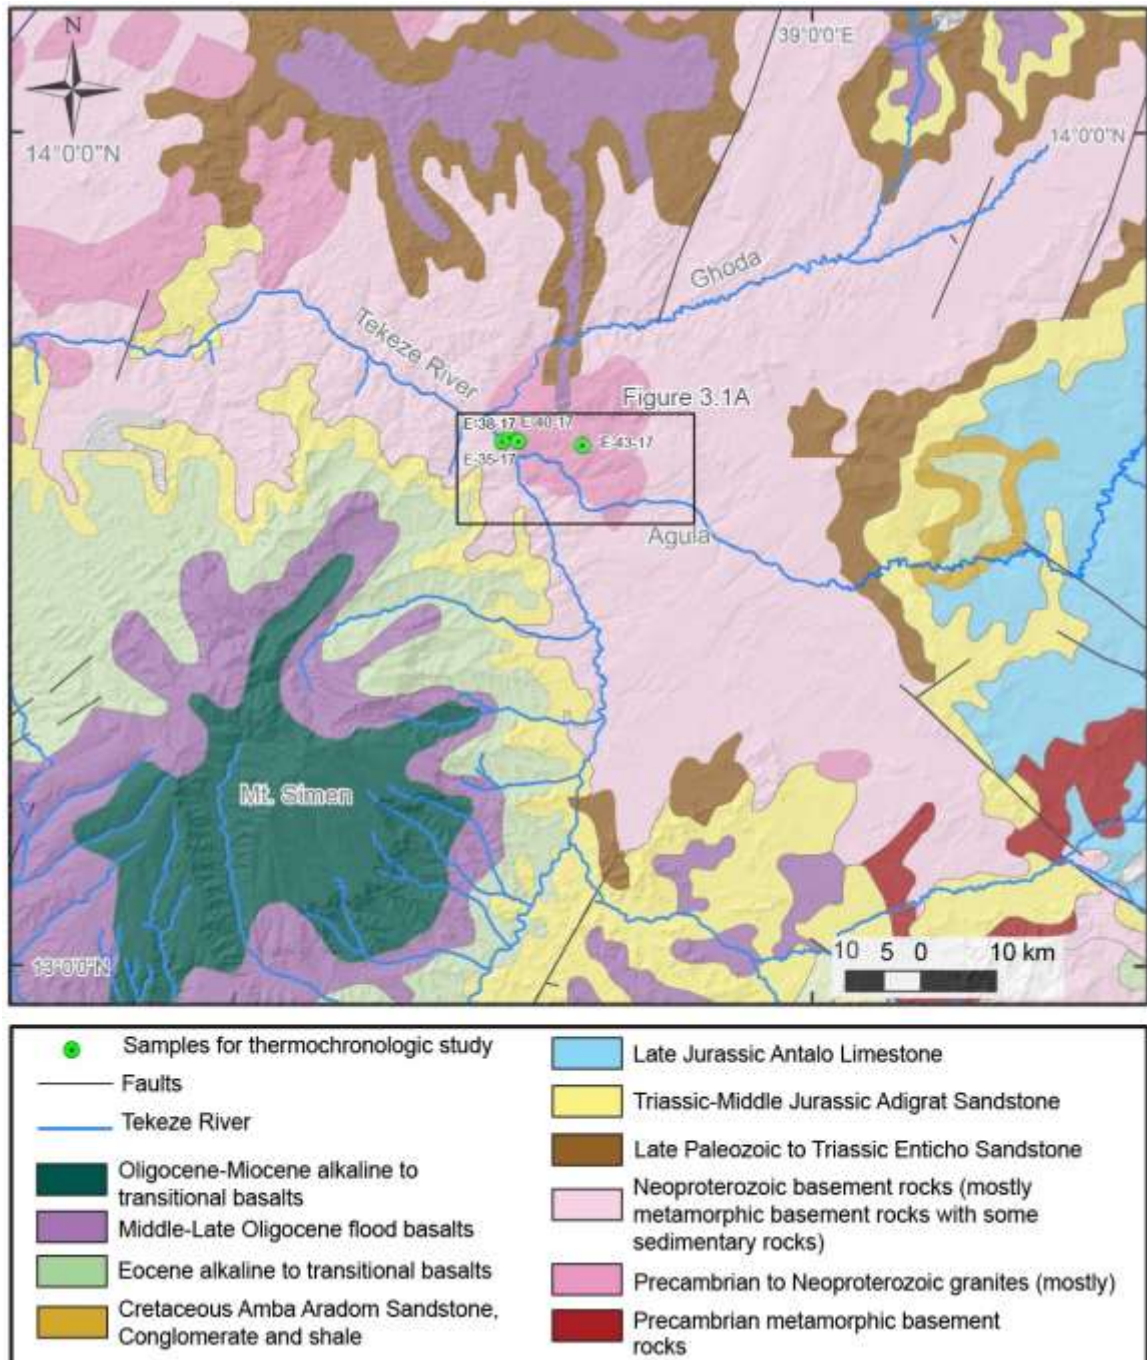 N
39°0'0"E
14°0'0"N
14°0'0"N
Ghoda
Tekeze River
Figure 3.1A
E-38-17
E-40-17
E-43-17
E-35-17
Agula
Mt. Simen
13°0'0"N
10 5 0 10 km
Samples for thermochronologic study
Faults
Tekeze River
Oligocene-Miocene alkaline to
transitional basalts
Middle-Late Oligocene flood basalts
Eocene alkaline to transitional basalts
Cretaceous Amba Aradom Sandstone,
Conglomerate and shale
Late Jurassic Antalo Limestone
Triassic-Middle Jurassic Adigrat Sandstone
Late Paleozoic to Triassic Enticho Sandstone
Neoproterozoic basement rocks (mostly
metamorphic basement rocks with some
sedimentary rocks)
Precambrian to Neoproterozoic granites (mostly)
Precambrian metamorphic basement
rocks